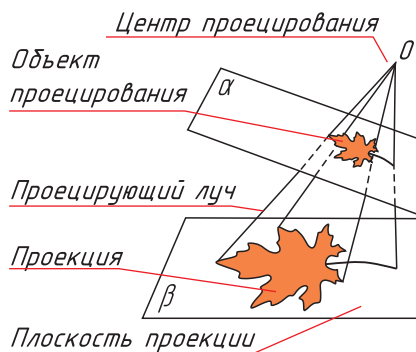 Центр проецирования
O
Объект
проецирования
α
Проецирующий луч
Проекция
β
Плоскость проекции